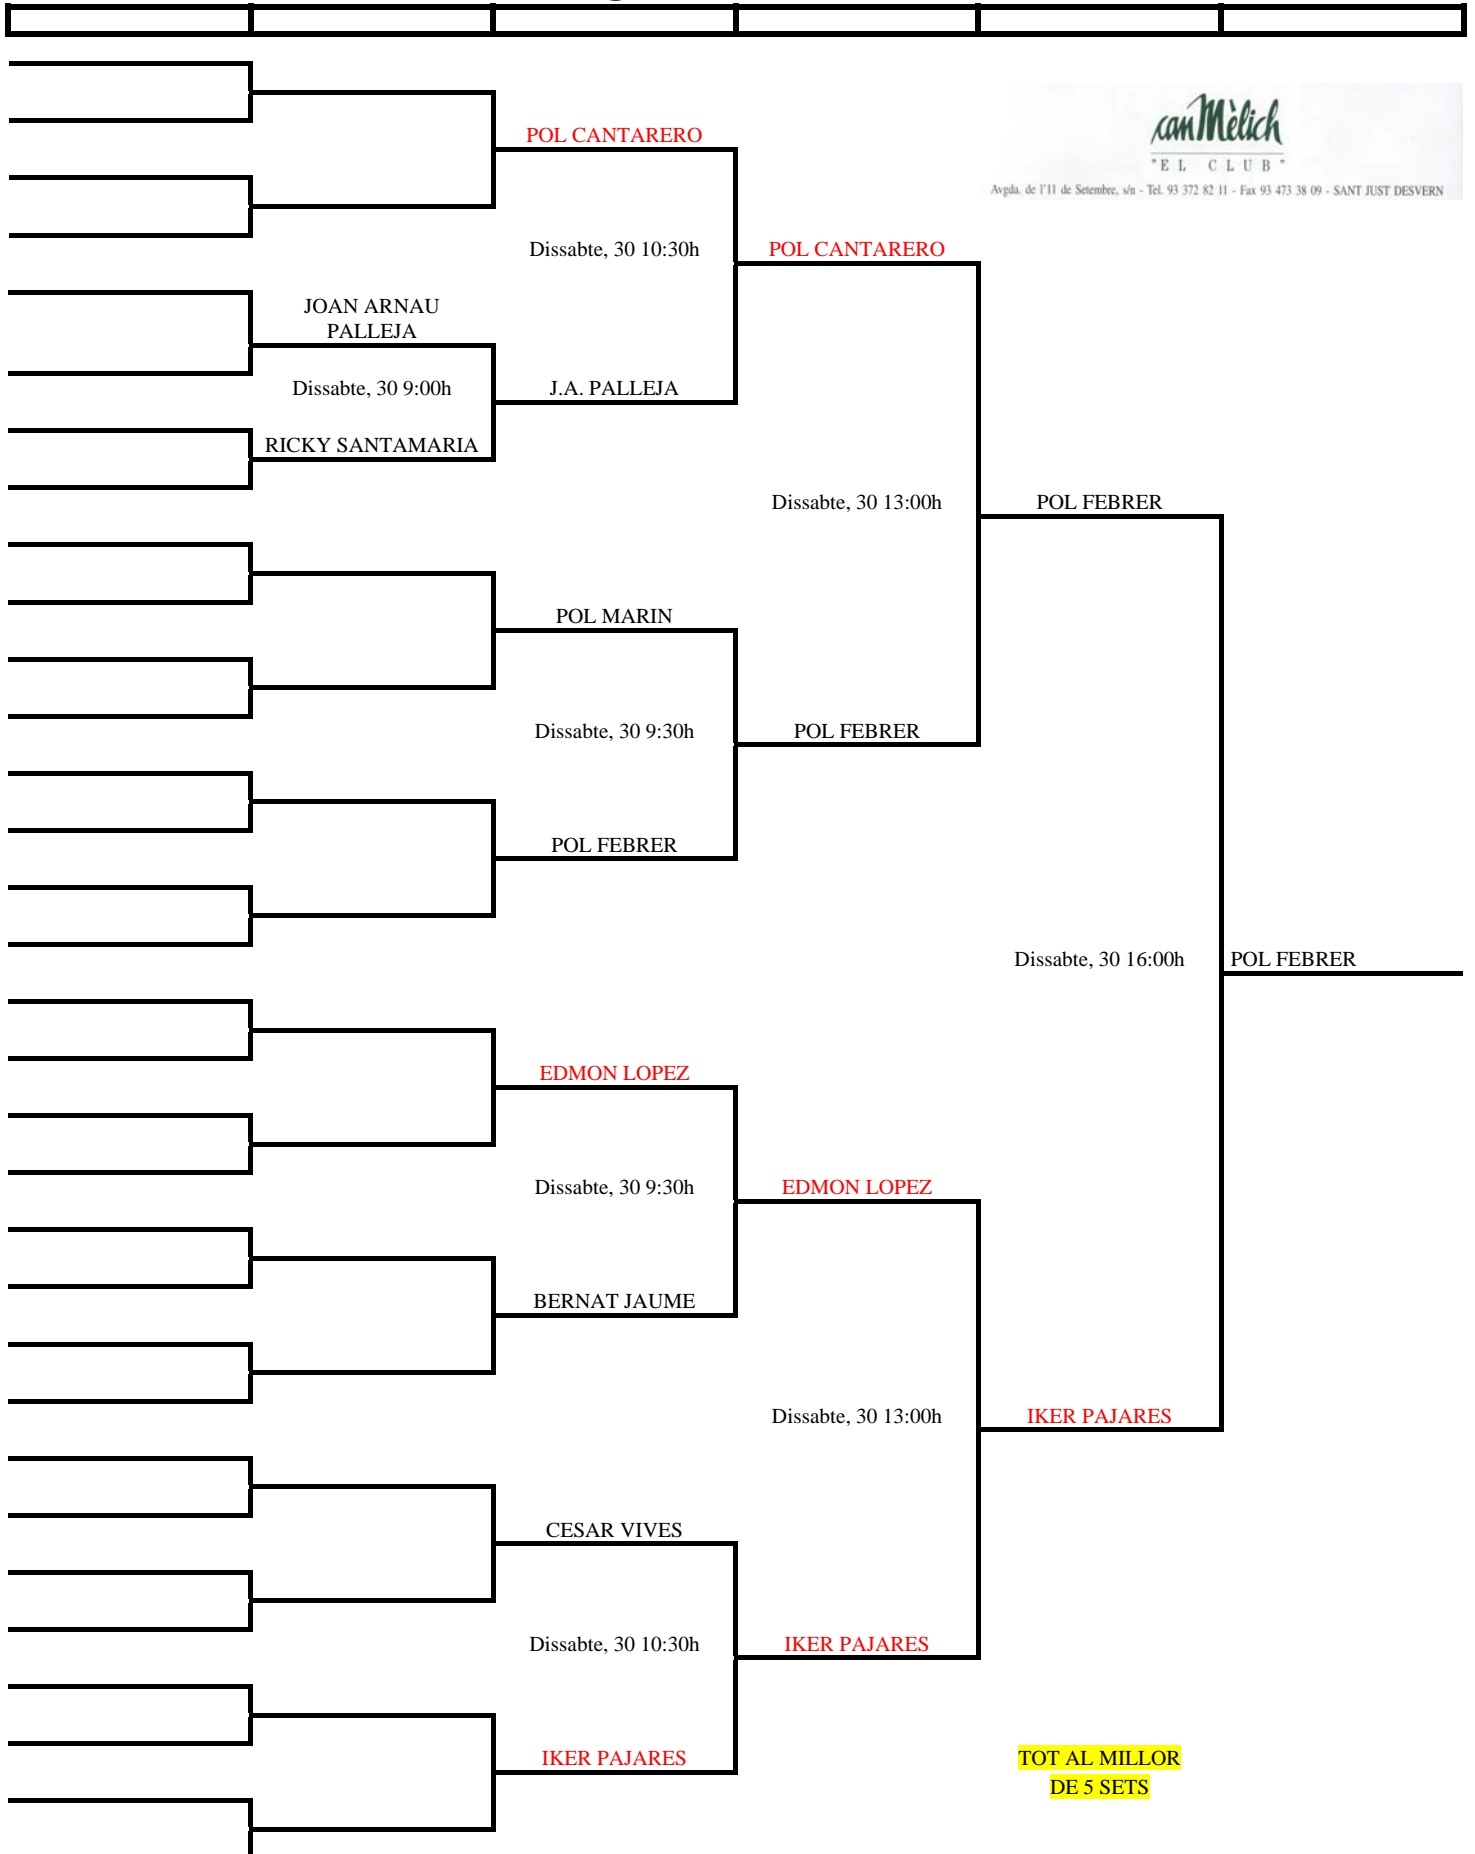 canMèlich
"EL CLUB"
Avgda. de l'11 de Setembre, s/n - Tel. 93 372 82 11 - Fax 93 473 38 09 - SANT JUST DESVERN
POL CANTARERO
Dissabte, 30 10:30h
POL CANTARERO
JOAN ARNAU
PALLEJA
Dissabte, 30 9:00h
J.A. PALLEJA
RICKY SANTAMARIA
Dissabte, 30 13:00h
POL FEBRER
POL MARIN
Dissabte, 30 9:30h
POL FEBRER
POL FEBRER
Dissabte, 30 16:00h
POL FEBRER
EDMON LOPEZ
Dissabte, 30 9:30h
EDMON LOPEZ
BERNAT JAUME
Dissabte, 30 13:00h
IKER PAJARES
CESAR VIVES
Dissabte, 30 10:30h
IKER PAJARES
IKER PAJARES
TOT AL MILLOR
DE 5 SETS